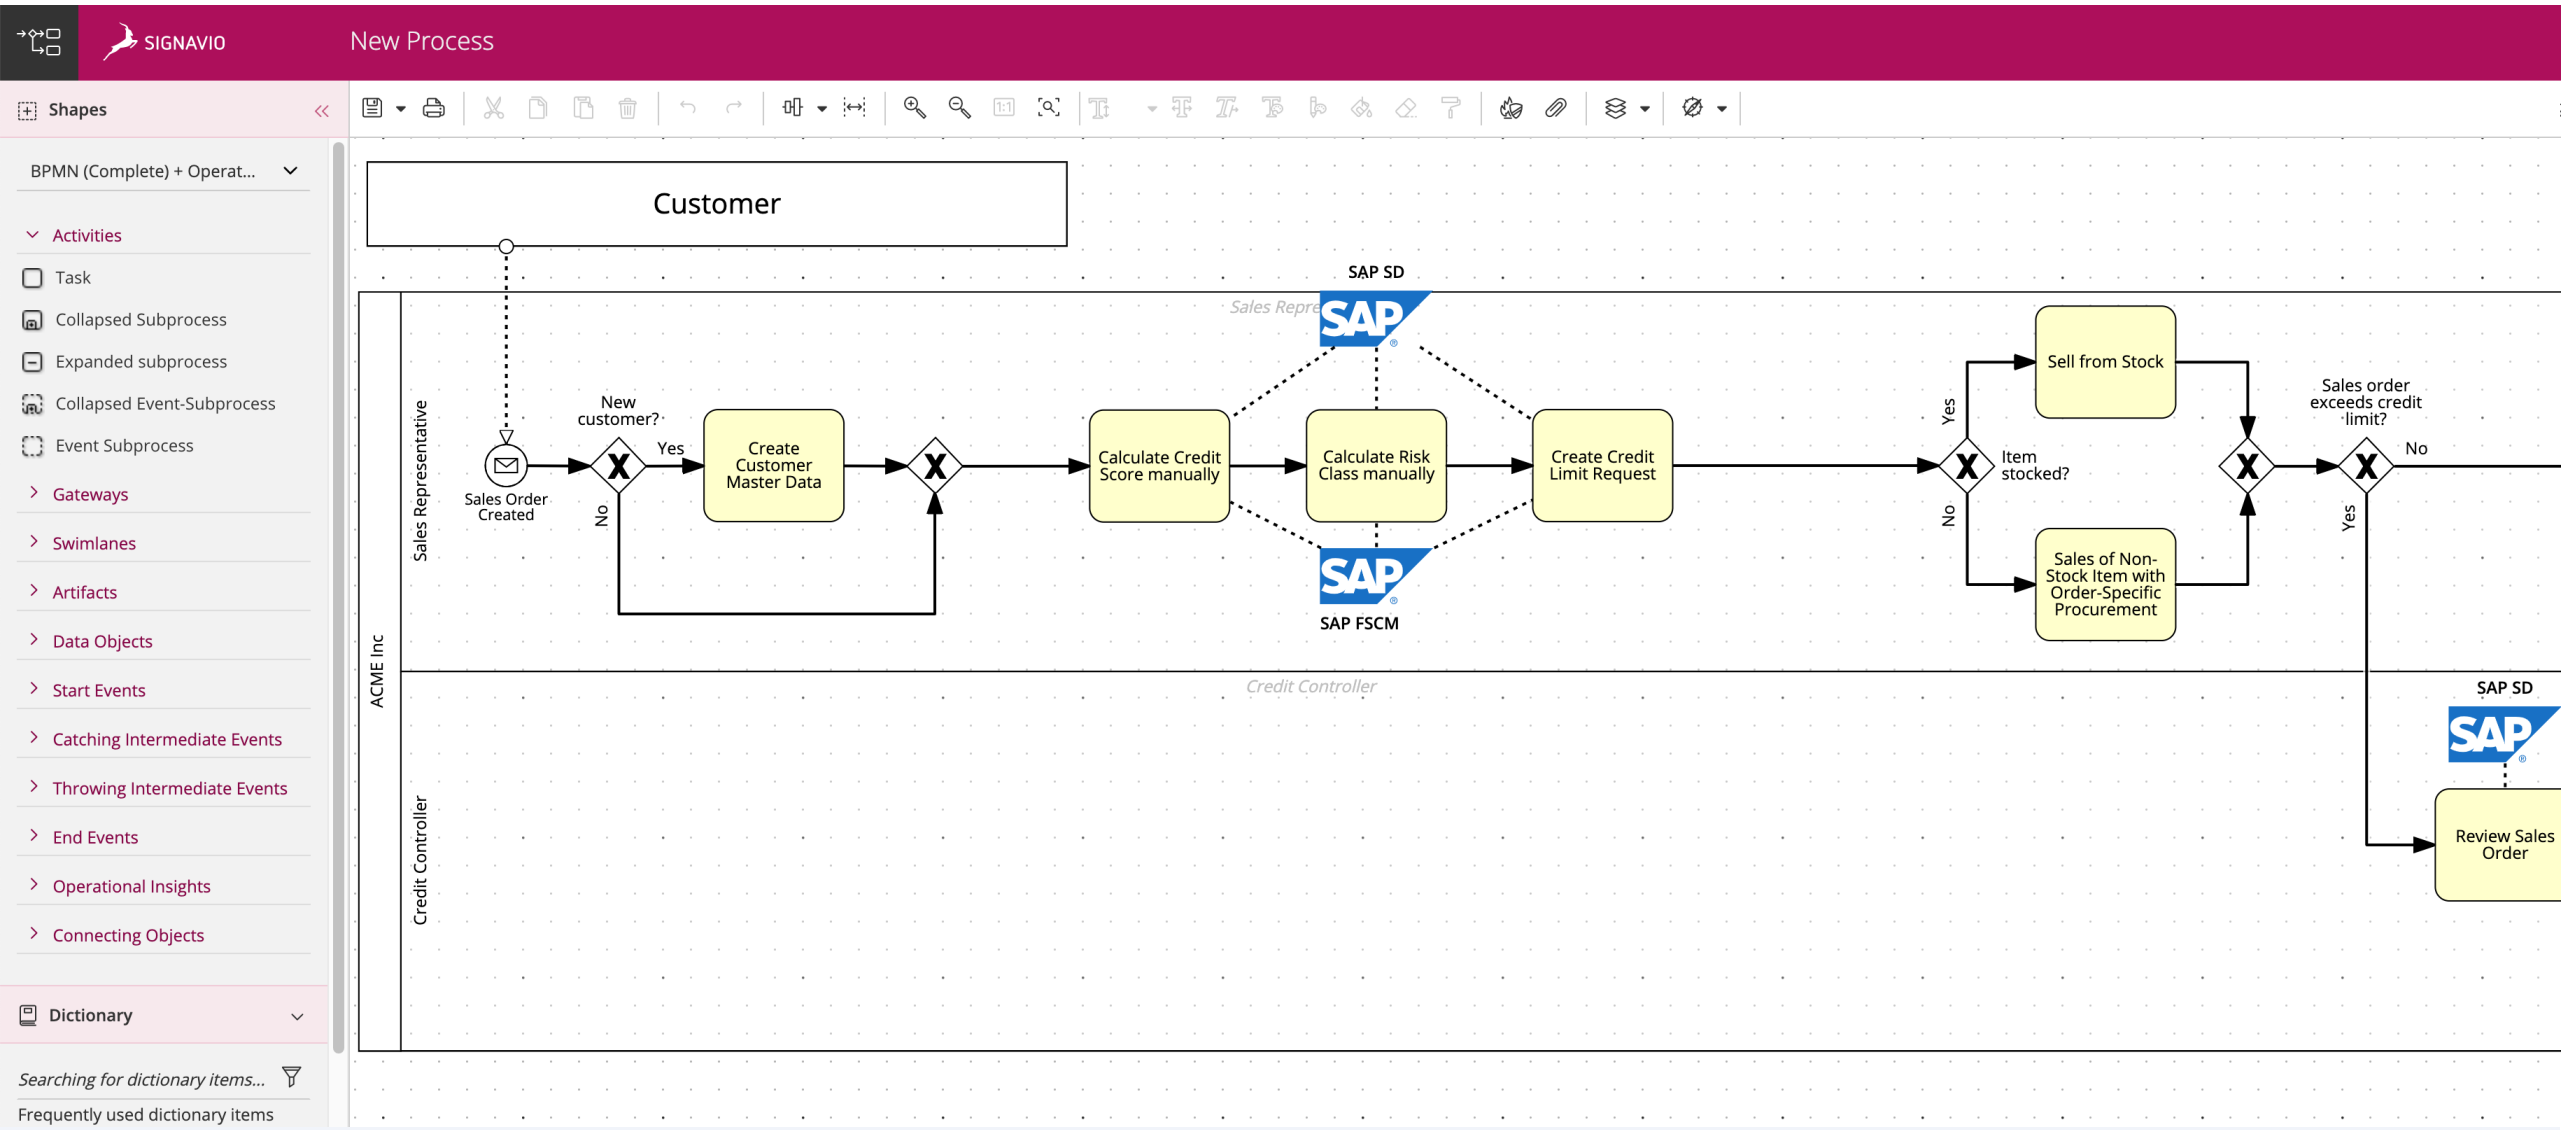 SIGNAVIO
New Process
Shapes
1:1
BPMN (Complete) + Operat...
Activities
Task
Collapsed Subprocess
Expanded subprocess
Collapsed Event-Subprocess
Event Subprocess
Gateways
Swimlanes
Artifacts
Data Objects
Start Events
Catching Intermediate Events
Throwing Intermediate Events
End Events
Operational Insights
Connecting Objects
Dictionary
Searching for dictionary items...
Frequently used dictionary items
Customer
ACME Inc
Sales Representative
Sales Repre
SAP SD
SAP
®
Sales Order
Created
New
customer?
Yes
No
Create
Customer
Master Data
Calculate Credit
Score manually
Calculate Risk
Class manually
Create Credit
Limit Request
SAP
®
SAP FSCM
Item
stocked?
Yes
No
Sell from Stock
Sales of Non-
Stock Item with
Order-Specific
Procurement
Sales order
exceeds credit
limit?
No
Yes
Credit Controller
Credit Controller
SAP SD
SAP
®
Review Sales
Order